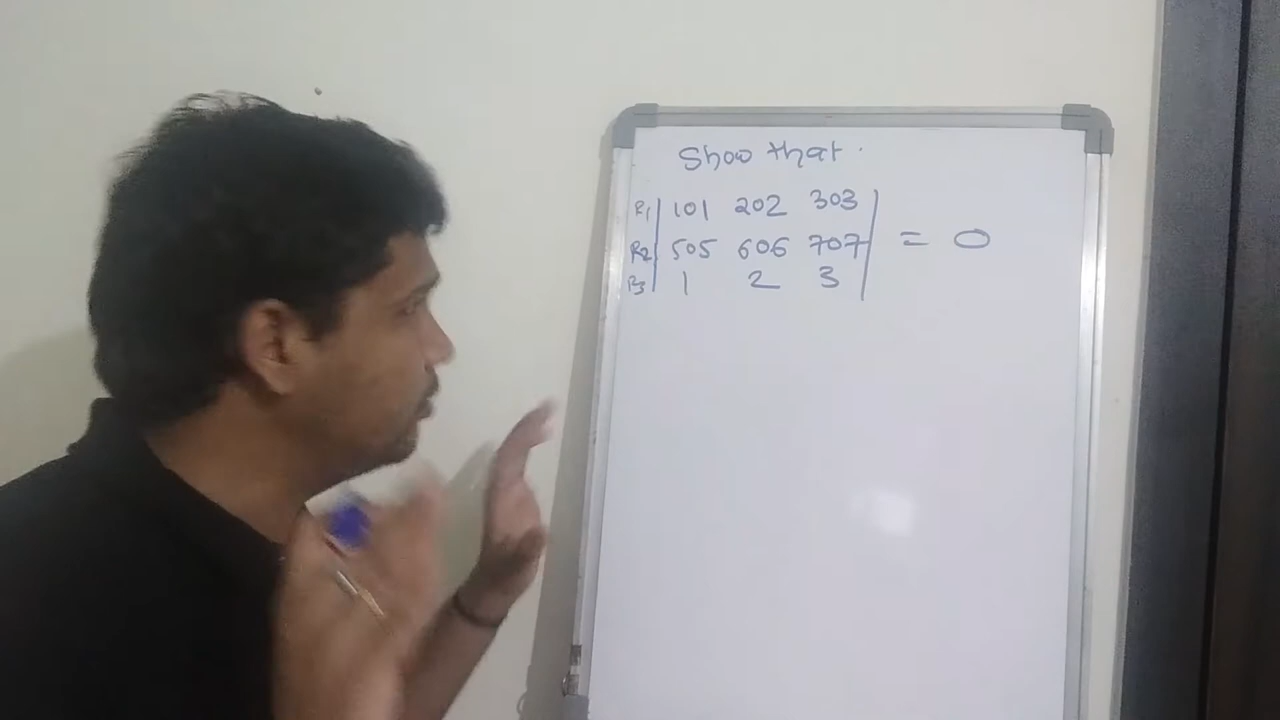 Show that.
R1 | 101 202 303 |
R2 | 505 606 707 | = 0
R3 | 1 2 3 |